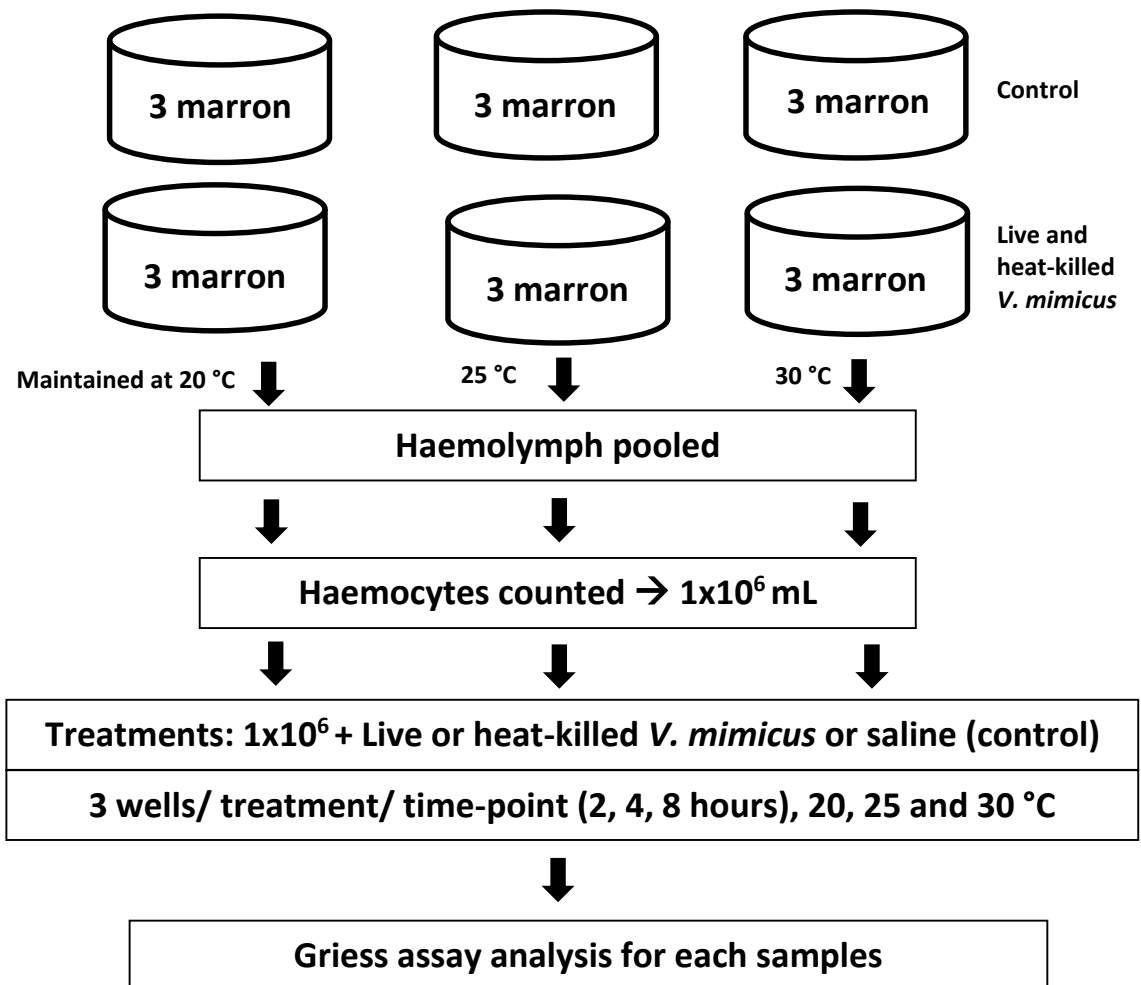 3 marron 3 marron 3 marron Control
3 marron 3 marron 3 marron
Live and
heat-killed
V. mimicus
Maintained at 20 °C 25 °C 30 °C
Haemolymph pooled
Haemocytes counted → 1x10⁶ mL
Treatments: 1x10⁶ + Live or heat-killed V. mimicus or saline (control)
3 wells/ treatment/ time-point (2, 4, 8 hours), 20, 25 and 30 °C
Griess assay analysis for each samples